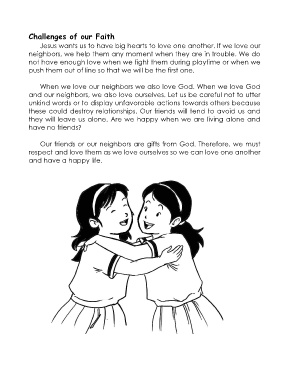 Challenges of our Faith
Jesus wants us to have big hearts to love one another. If we love our
neighbors, we help them any moment when they are in trouble. We do
not have enough love when we fight them during playtime or when we
push them out of line so that we will be the first one.
When we love our neighbors we also love God. When we love God
and our neighbors, we also love ourselves. Let us be careful not to utter
unkind words or to display unfavorable actions towards others because
these could destroy relationships. Our friends will tend to avoid us and
they will leave us alone. Are we happy when we are living alone and
have no friends?
Our friends or our neighbors are gifts from God. Therefore, we must
respect and love them as we love ourselves so we can love one another
and have a happy life.